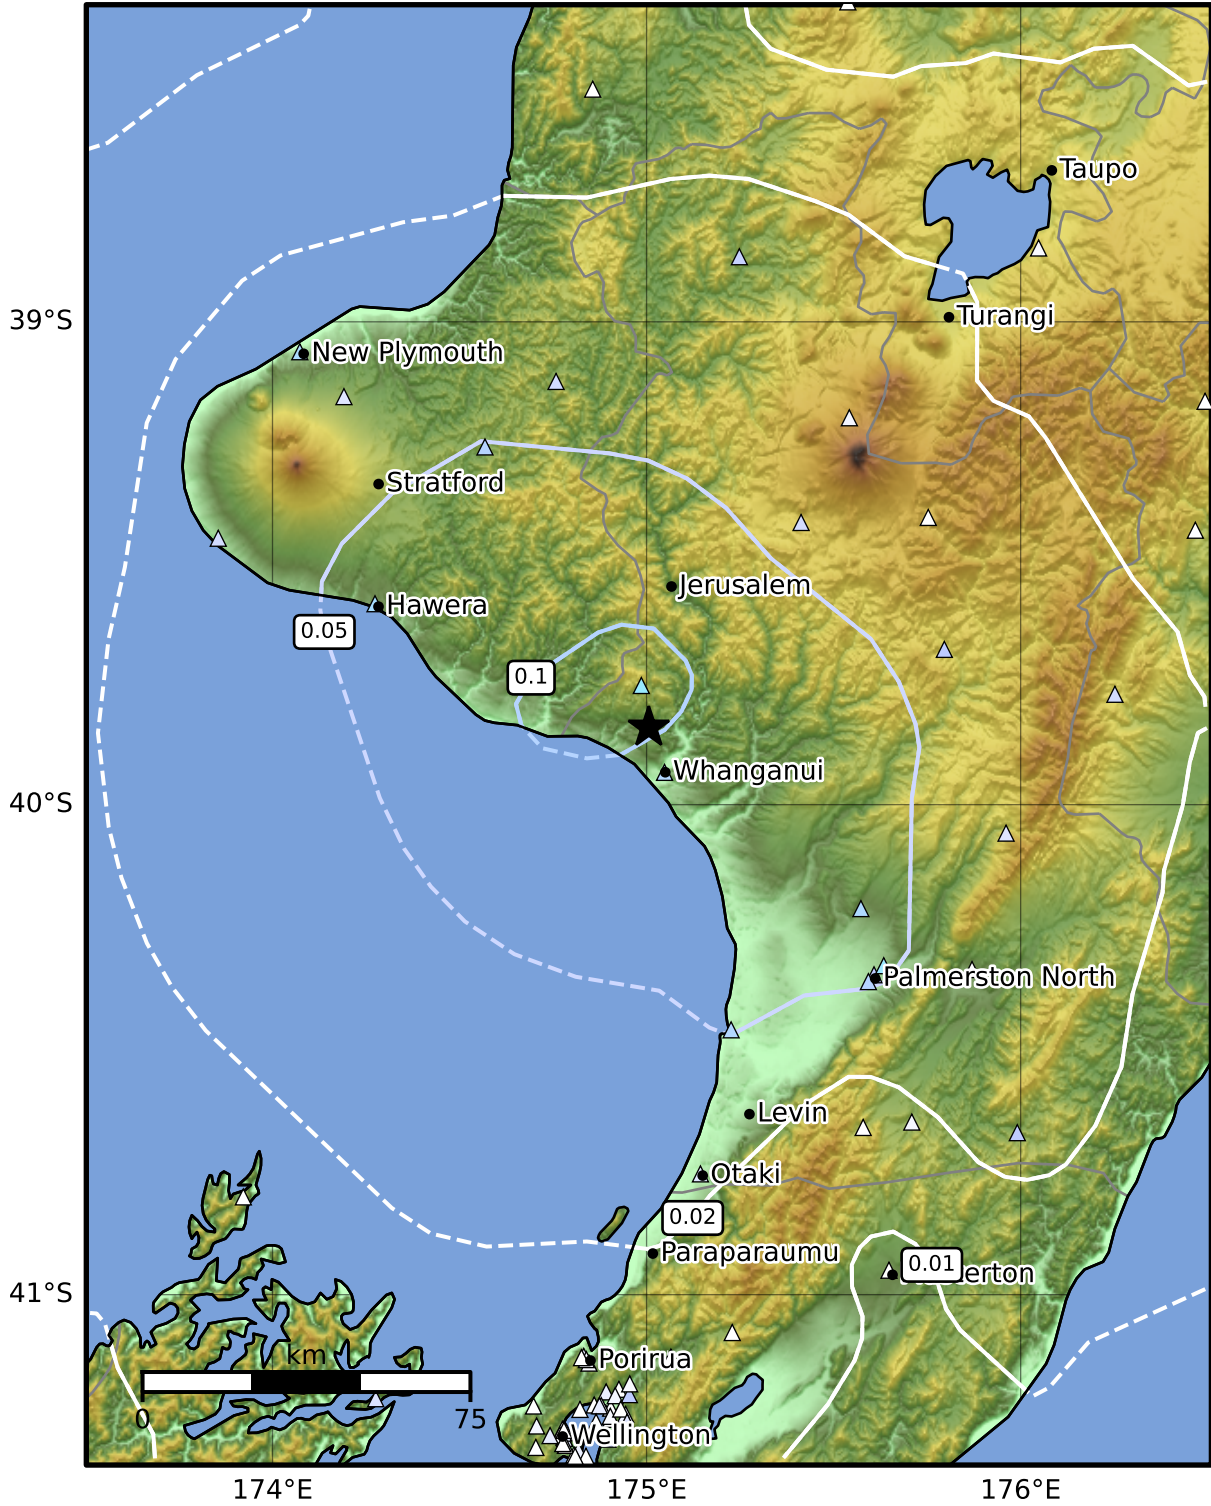 Taupo
39°S
Turangi
New Plymouth
Stratford
Jerusalem
Hawera
0.05
0.1
Whanganui
40°S
Palmerston North
Levin
Otaki
0.02
Paraparaumu
0.01
erton
41°S
km
Porirua
0
75
Wellington
174°E
175°E
176°E